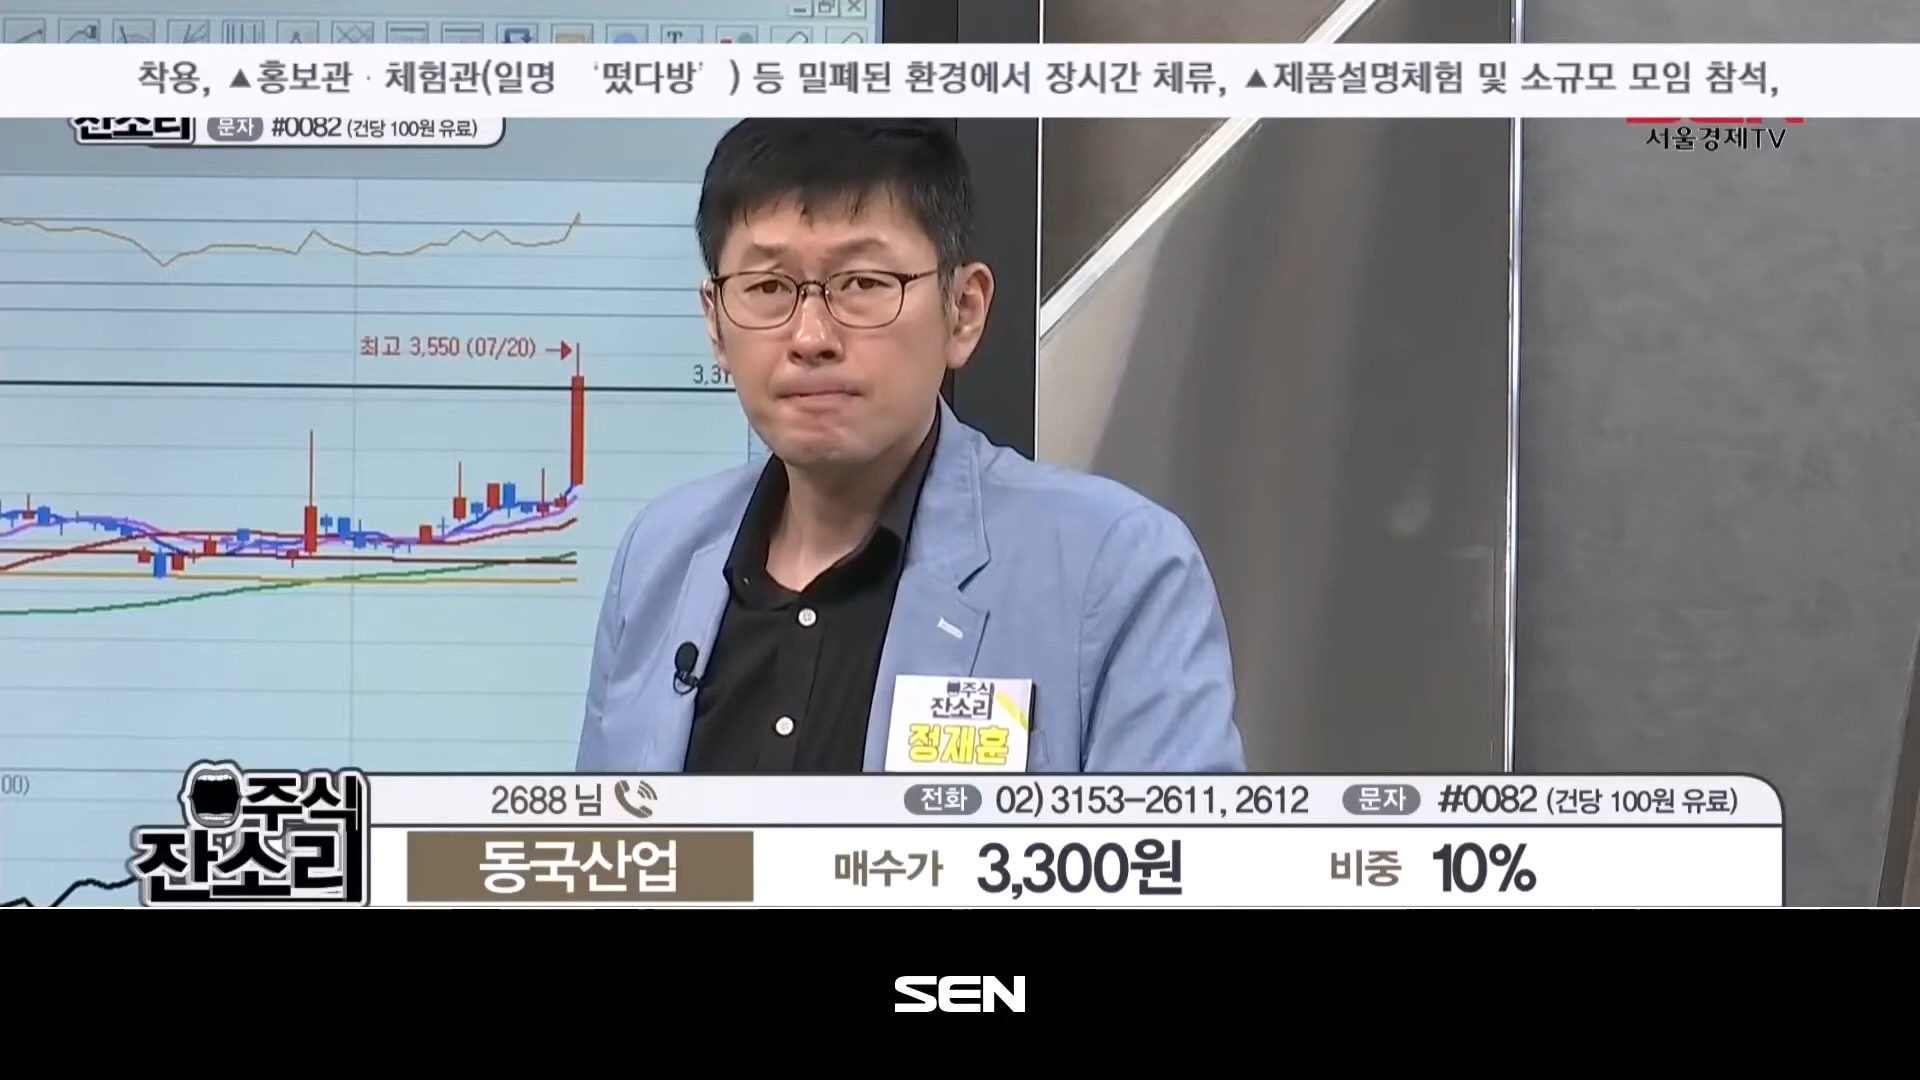 착용, ▲홍보관·체험관(일명 ‘떴다방’) 등 밀폐된 환경에서 장시간 체류, ▲제품설명체험 및 소규모 모임 참석,
잔소리 문자 #0082 (건당 100원 유료)
서울경제TV
최고 3,550 (07/20)
주식
잔소리
정재훈
00)
주식
잔소리
2688 님 전화 02) 3153-2611, 2612 문자 #0082 (건당 100원 유료)
동국산업 매수가 3,300원 비중 10%
SEN